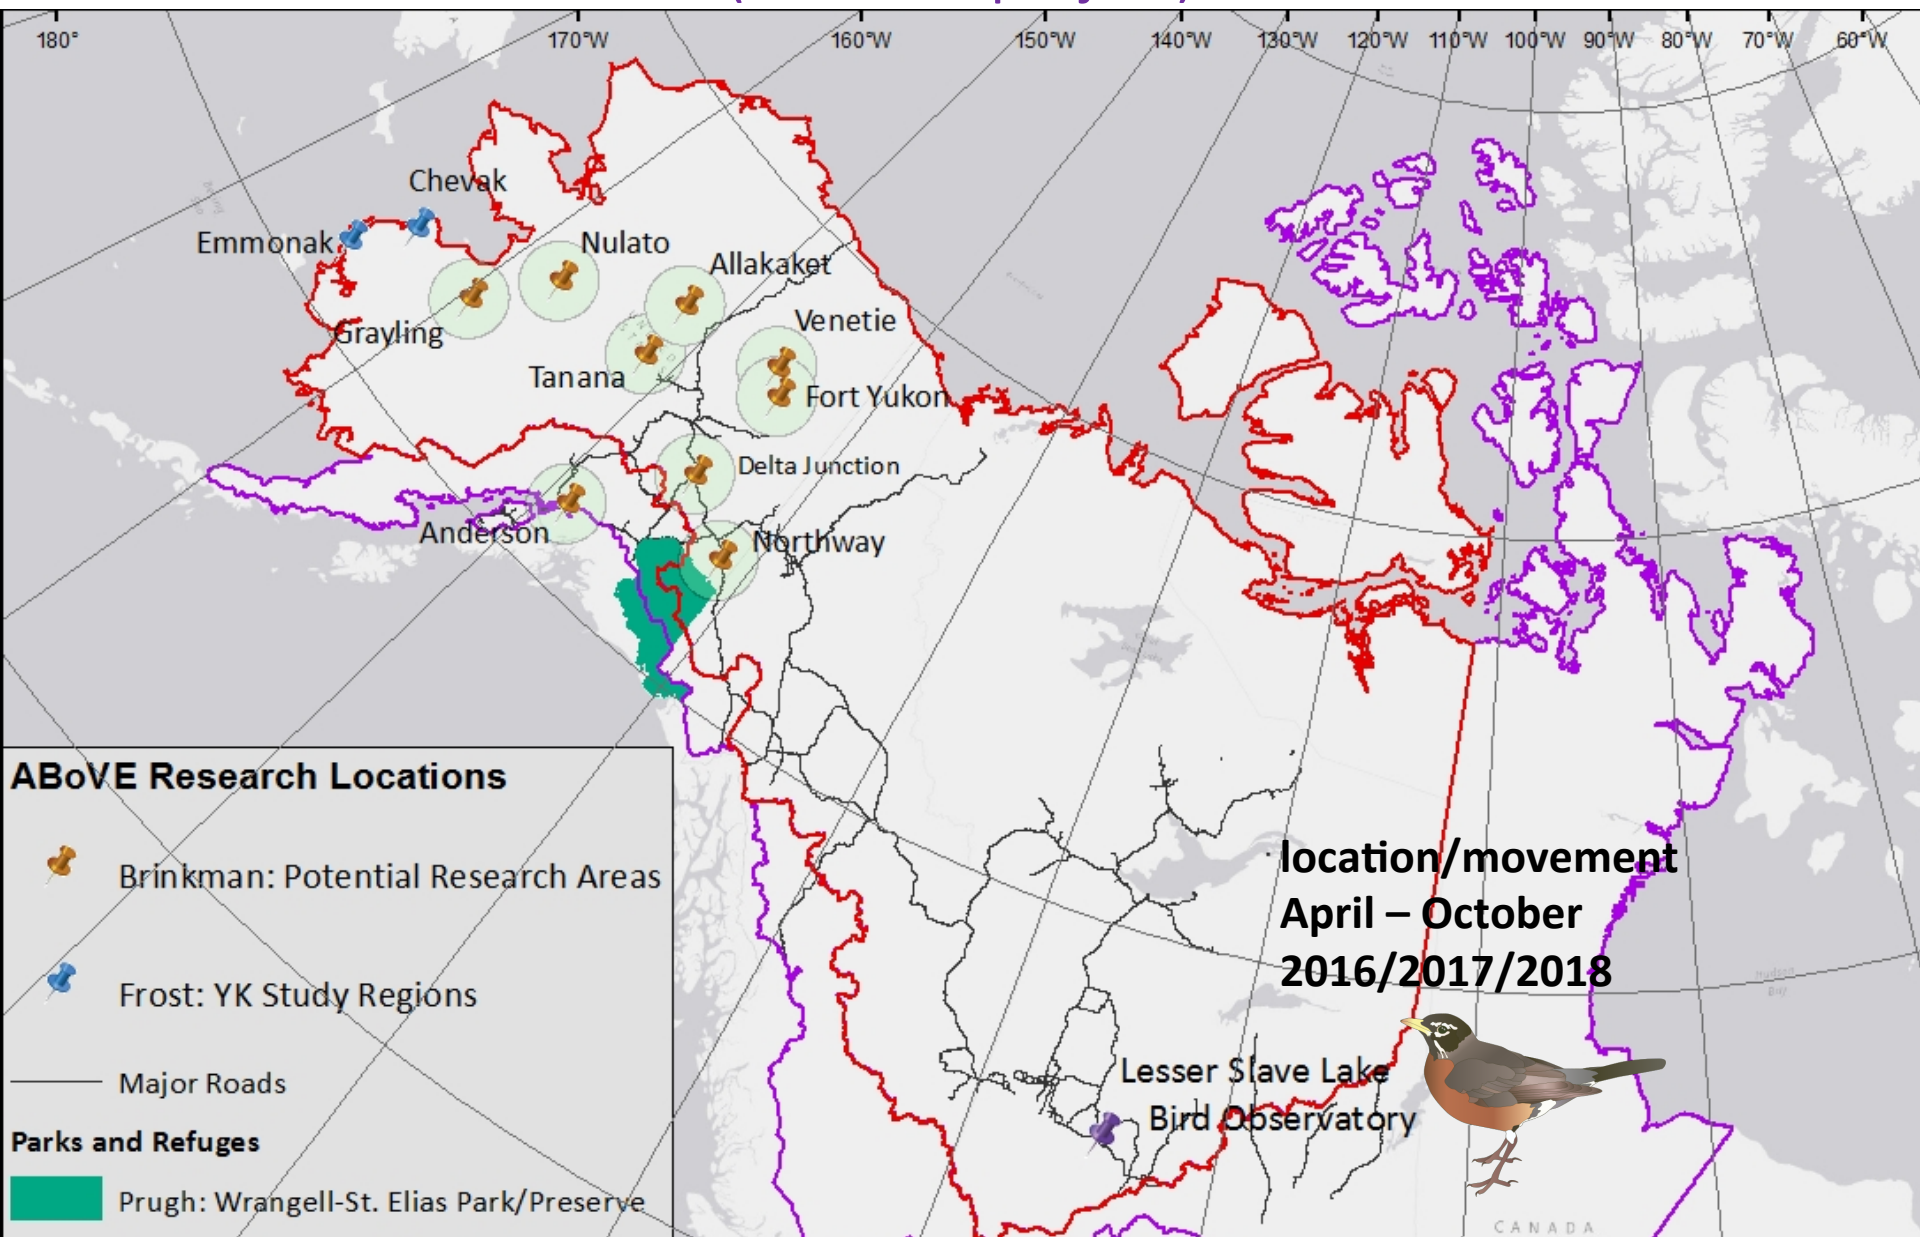 180°
170°W
160°W
150°W
140°W
130°W
120°W
110°W
100°W
90°W
80°W
70°W
60°W
Chevak
Emmonak
Nulato
Allakaket
Grayling
Venetie
Tanana
Fort Yukon
Delta Junction
Anderson
Northway
ABoVE Research Locations
Brinkman: Potential Research Areas
Frost: YK Study Regions
Major Roads
Parks and Refuges
Prugh: Wrangell-St. Elias Park/Preserve
location/movement
April – October
2016/2017/2018
Hudson
Bay
Lesser Slave Lake
Bird Observatory
CANADA